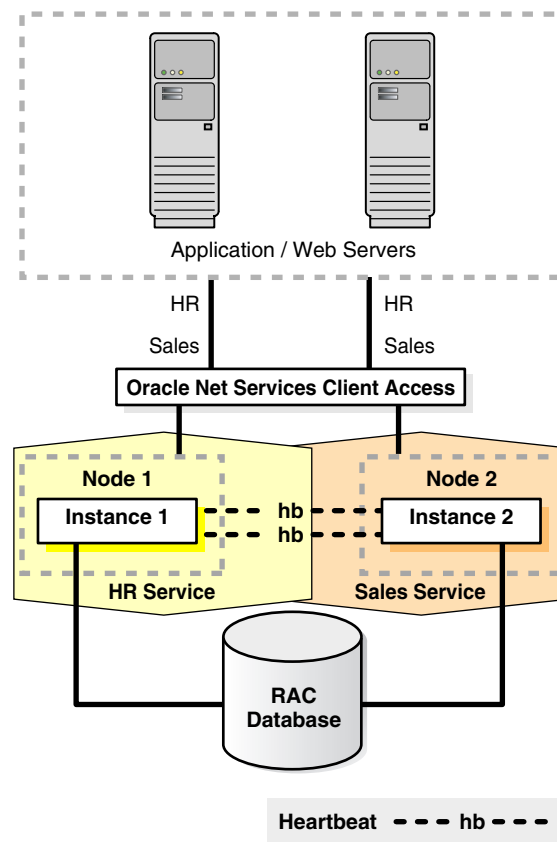 Application / Web Servers
HR
HR
Sales
Sales
Oracle Net Services Client Access
Node 1
Node 2
Instance 1
hb
hb
Instance 2
HR Service
Sales Service
RAC
Database
Heartbeat
hb